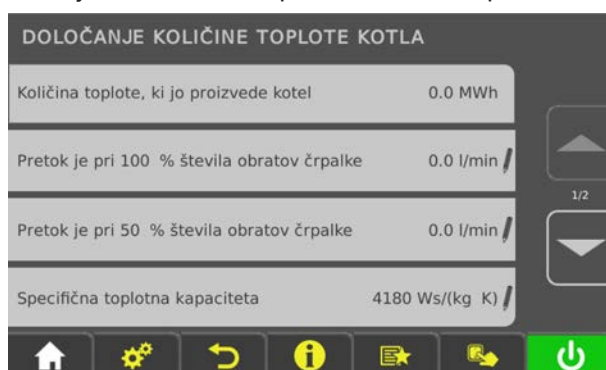 DOLOČANJE KOLIČINE TOPLOTE KOTLA
Količina toplote, ki jo proizvede kotel 0.0 MWh
Pretok je pri 100 % števila obratov črpalke 0.0 l/min
1/2
Pretok je pri 50 % števila obratov črpalke 0.0 l/min
Specifična toplotna kapaciteta 4180 Ws/(kg K)